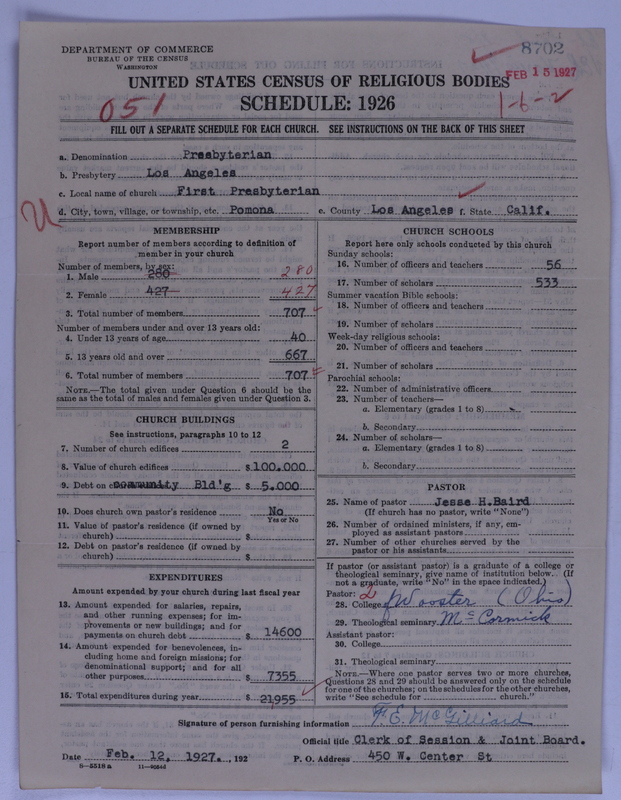 8702
DEPARTMENT OF COMMERCE
BUREAU OF THE CENSUS
WASHINGTON
UNITED STATES CENSUS OF RELIGIOUS BODIES
FEB 15 1927
SCHEDULE: 1926
051
1-6-2
FILL OUT A SEPARATE SCHEDULE FOR EACH CHURCH. SEE INSTRUCTIONS ON THE BACK OF THIS SHEET
a. Denomination Presbyterian
b. Presbytery Los Angeles
c. Local name of church First Presbyterian
d. City, town, village, or township, etc. Pomona e. County Los Angeles f. State Calif.
MEMBERSHIP
Report number of members according to definition of
member in your church
Number of members, by sex:
1. Male 280 280
2. Female 427 427
3. Total number of members 707
Number of members under and over 13 years old:
4. Under 13 years of age 40
5. 13 years old and over 667
6. Total number of members 707
NOTE.—The total given under Question 6 should be the
same as the total of males and females given under Question 3.
CHURCH BUILDINGS
See instructions, paragraphs 10 to 12
7. Number of church edifices 2
8. Value of church edifices $100.000
9. Debt on community Bld'g $ 5.000
10. Does church own pastor's residence No
Yes or No
11. Value of pastor's residence (if owned by
church) $
12. Debt on pastor's residence (if owned by
church) $
EXPENDITURES
Amount expended by your church during last fiscal year
13. Amount expended for salaries, repairs,
and other running expenses; for im-
provements or new buildings; and for
payments on church debt $ 14600
14. Amount expended for benevolences, in-
cluding home and foreign missions; for
denominational support; and for all
other purposes $ 7355
15. Total expenditures during year $ 21,955
CHURCH SCHOOLS
Report here only schools conducted by this church
Sunday schools:
16. Number of officers and teachers 56
17. Number of scholars 533
Summer vacation Bible schools:
18. Number of officers and teachers
19. Number of scholars
Week-day religious schools:
20. Number of officers and teachers
21. Number of scholars
Parochial schools:
22. Number of administrative officers
23. Number of teachers—
a. Elementary (grades 1 to 8)
b. Secondary
24. Number of scholars—
a. Elementary (grades 1 to 8)
b. Secondary
PASTOR
25. Name of pastor Jesse H.Baird
(If church has no pastor, write "None")
26. Number of ordained ministers, if any, em-
ployed as assistant pastors
27. Number of other churches served by the
pastor or his assistants
If pastor (or assistant pastor) is a graduate of a college or
theological seminary, give name of institution below. (If
not a graduate, write "No" in the space indicated.)
Pastor:
28. College Wooster (Ohio)
29. Theological seminary McCormick
Assistant pastor:
30. College
31. Theological seminary
NOTE.—Where one pastor serves two or more churches,
Questions 28 and 29 should be answered only on the schedule
for one of the churches; on the schedules for the other churches,
write "See schedule for church."
Signature of person furnishing information F. E. McGilliard
Official title Clerk of Session & Joint Board.
Date Feb. 12, 1927. , 192 P. O. Address 450 W. Center St
8—5518 a